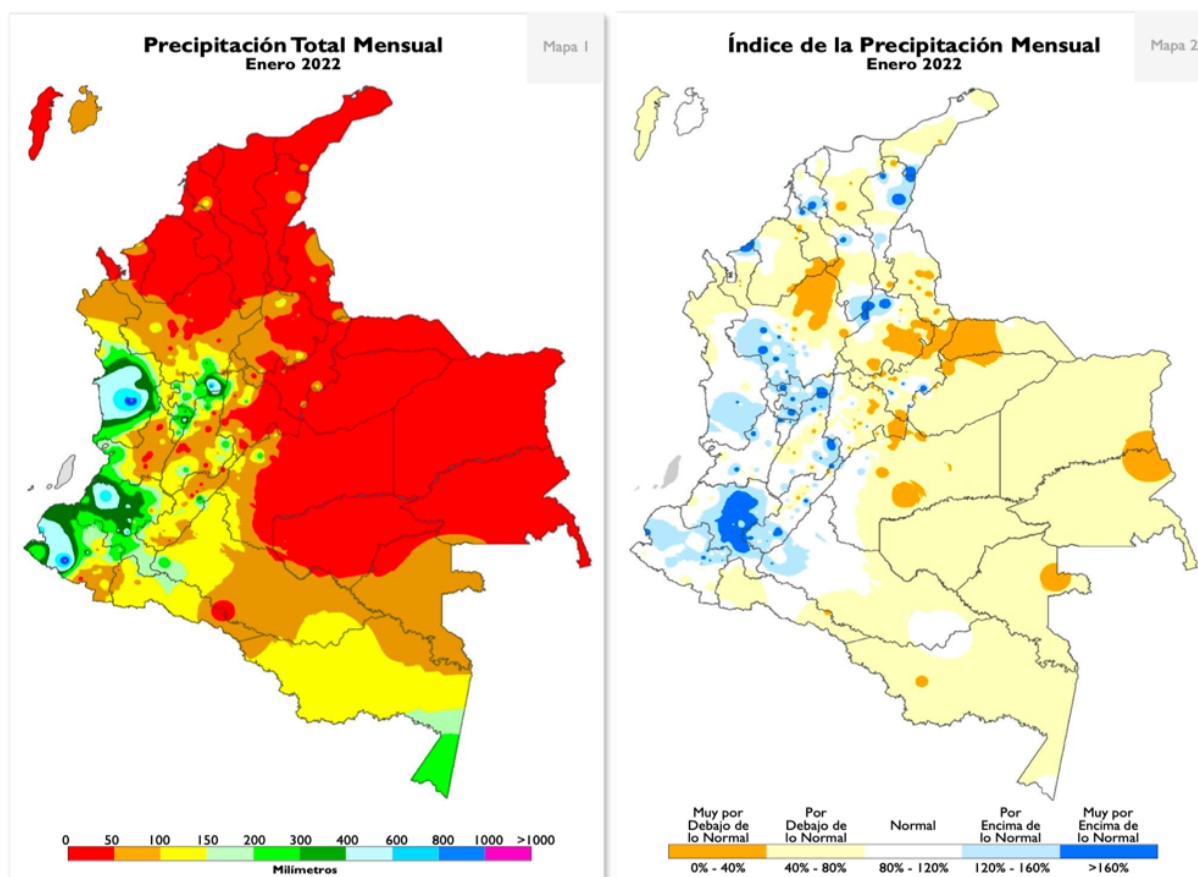 Precipitación Total Mensual
Enero 2022
Mapa 1
0 50 100 150 200 300 400 600 800 1000 >1000
Milímetros
Índice de la Precipitación Mensual
Enero 2022
Mapa 2
Muy por
Debajo de
lo Normal
Por
Debajo de
lo Normal
Normal
Por
Encima de
lo Normal
Muy por
Encima de
lo Normal
0% - 40% 40% - 80% 80% - 120% 120% - 160% >160%